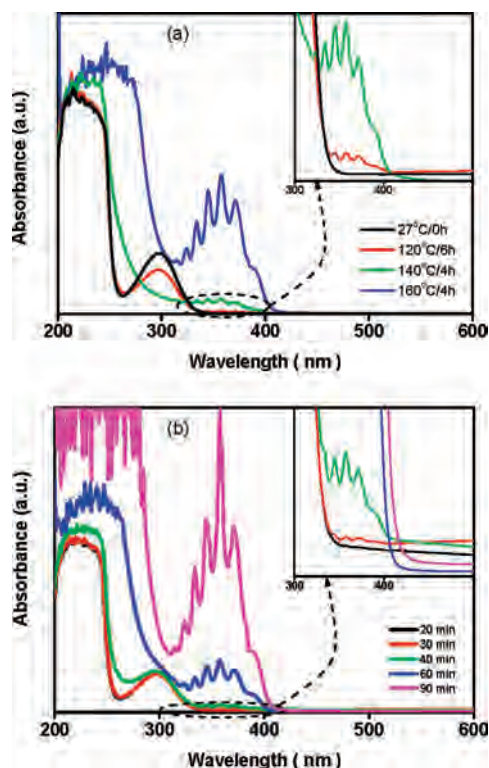 (a)
Absorbance (a.u.)
300
400
27°C/0h
120°C/6h
140°C/4h
160°C/4h
200
300
400
500
600
Wavelength ( nm )
(b)
Absorbance (a.u.)
300
400
20 min
30 min
40 min
60 min
90 min
200
300
400
500
600
Wavelength ( nm )